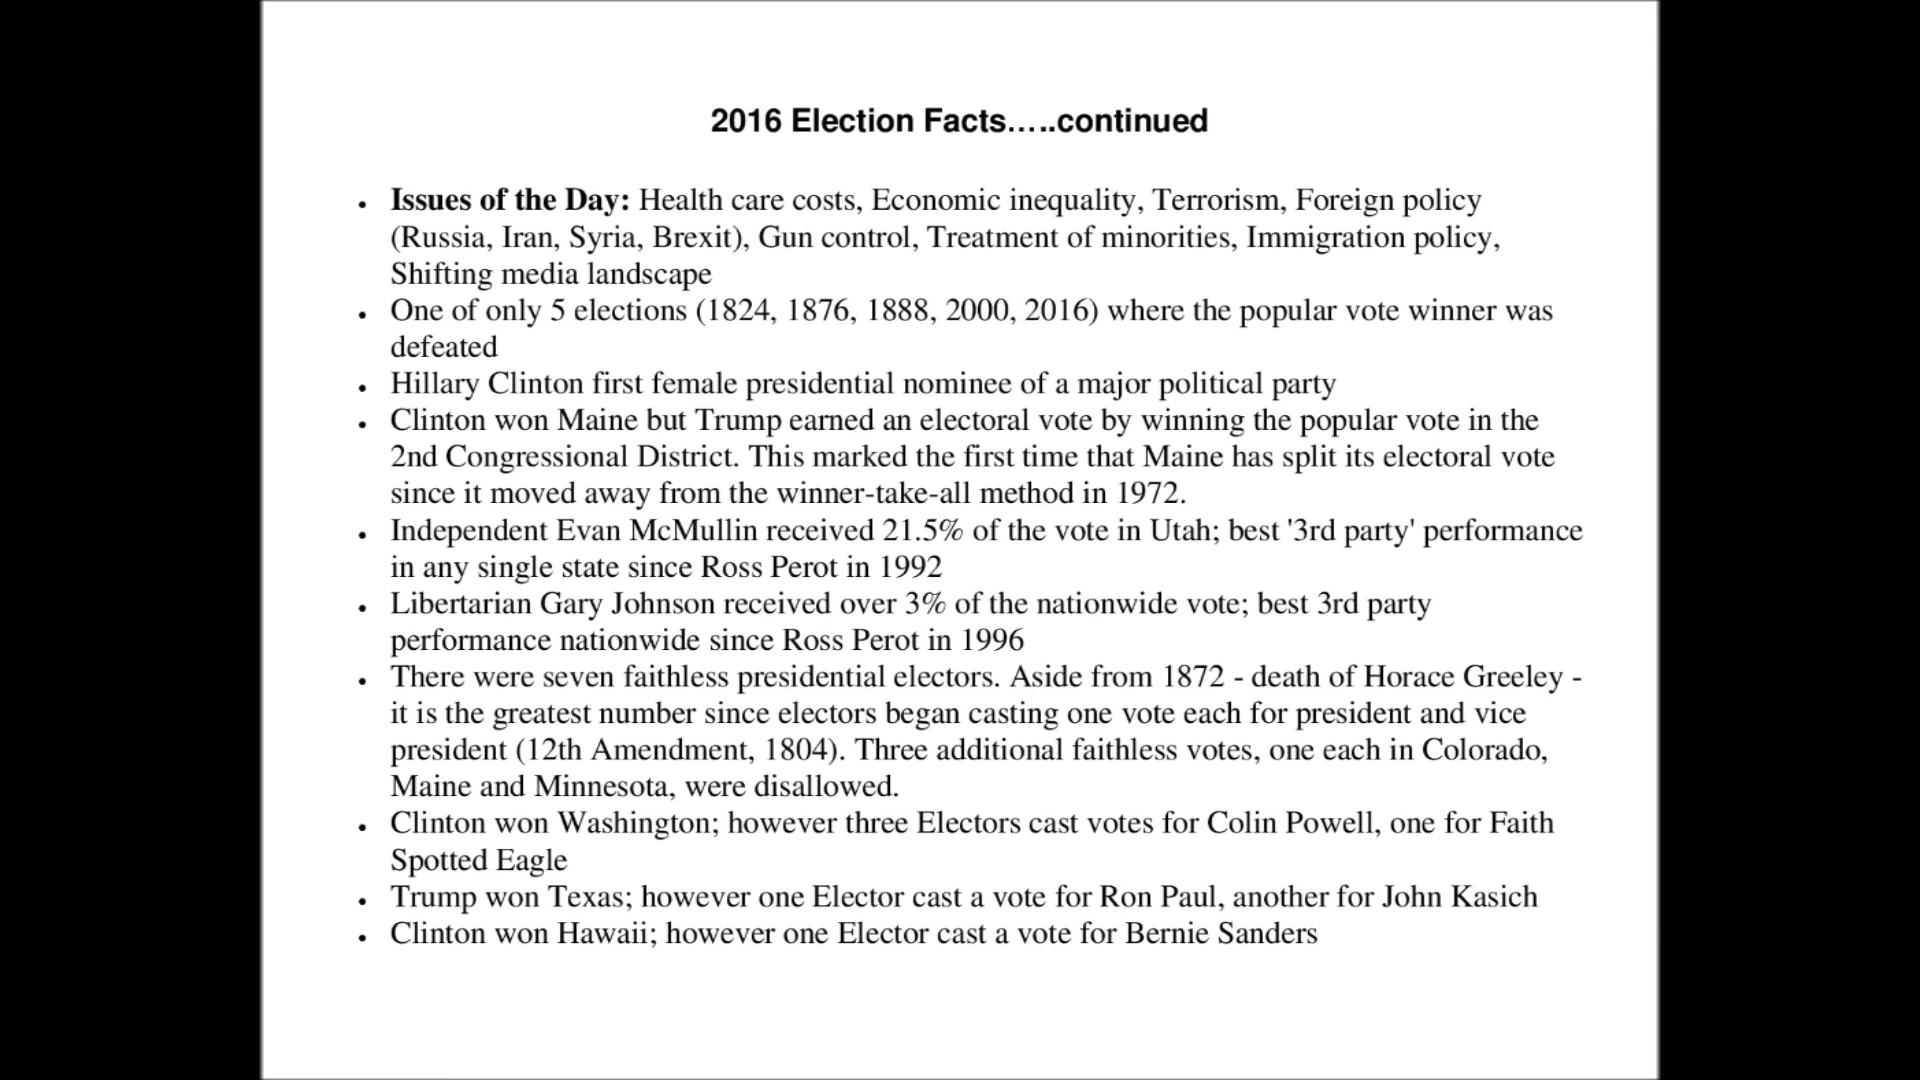 2016 Election Facts…..continued
• Issues of the Day: Health care costs, Economic inequality, Terrorism, Foreign policy
(Russia, Iran, Syria, Brexit), Gun control, Treatment of minorities, Immigration policy,
Shifting media landscape
• One of only 5 elections (1824, 1876, 1888, 2000, 2016) where the popular vote winner was
defeated
• Hillary Clinton first female presidential nominee of a major political party
• Clinton won Maine but Trump earned an electoral vote by winning the popular vote in the
2nd Congressional District. This marked the first time that Maine has split its electoral vote
since it moved away from the winner-take-all method in 1972.
• Independent Evan McMullin received 21.5% of the vote in Utah; best '3rd party' performance
in any single state since Ross Perot in 1992
• Libertarian Gary Johnson received over 3% of the nationwide vote; best 3rd party
performance nationwide since Ross Perot in 1996
• There were seven faithless presidential electors. Aside from 1872 - death of Horace Greeley -
it is the greatest number since electors began casting one vote each for president and vice
president (12th Amendment, 1804). Three additional faithless votes, one each in Colorado,
Maine and Minnesota, were disallowed.
• Clinton won Washington; however three Electors cast votes for Colin Powell, one for Faith
Spotted Eagle
• Trump won Texas; however one Elector cast a vote for Ron Paul, another for John Kasich
• Clinton won Hawaii; however one Elector cast a vote for Bernie Sanders